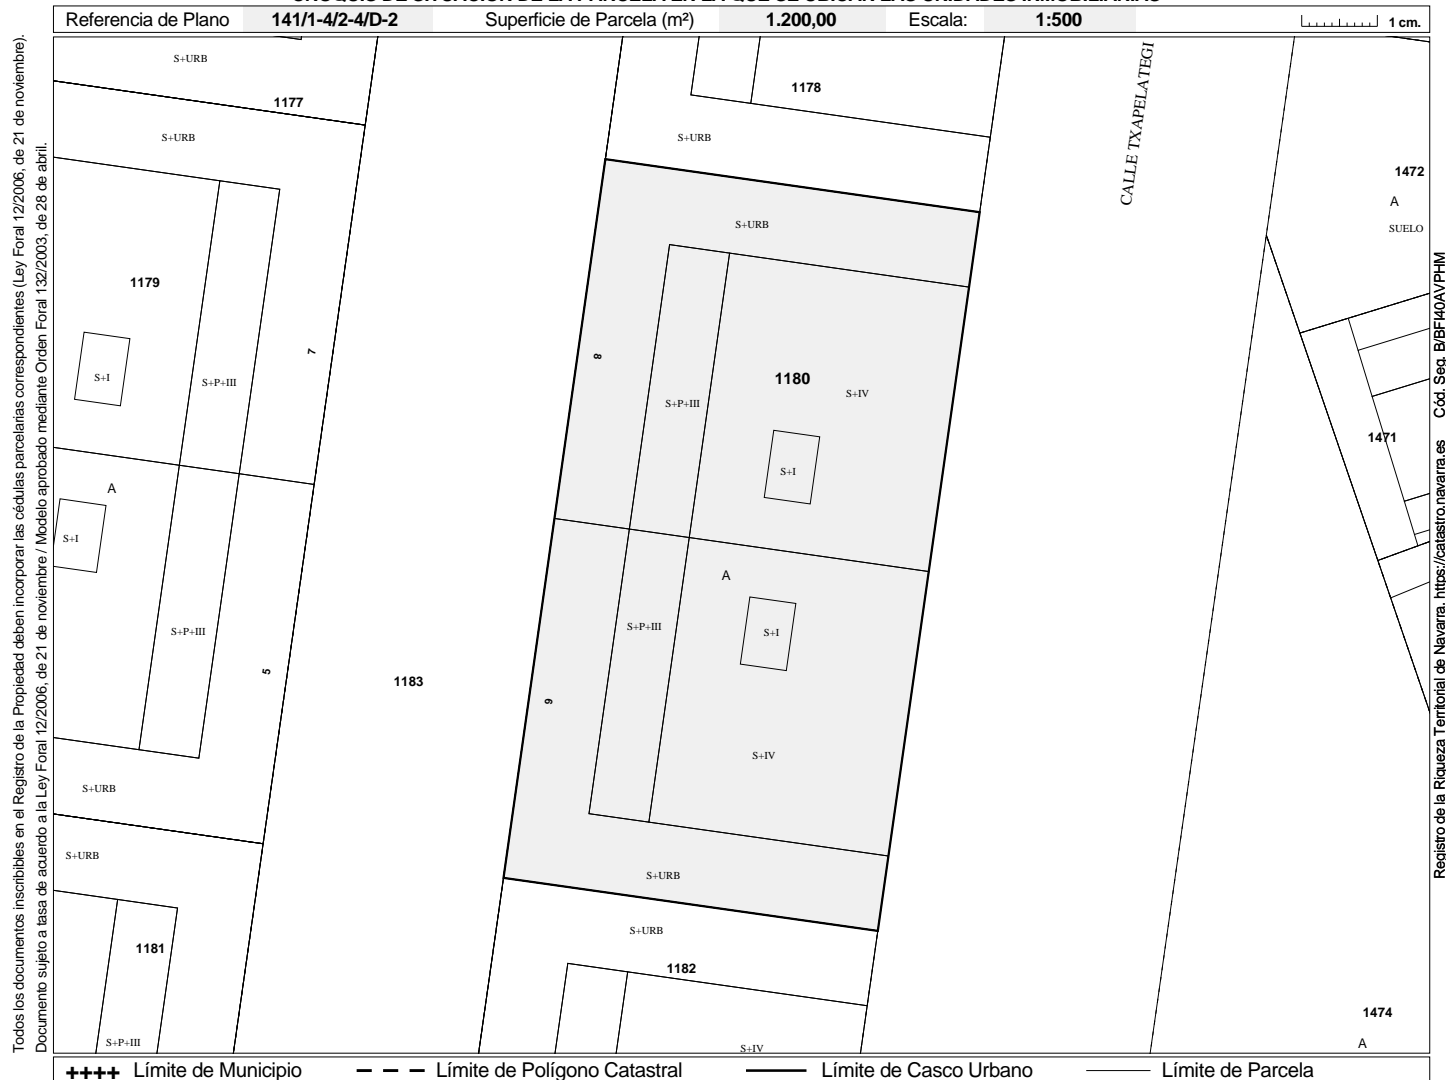 Referencia de Plano 141/1-4/2-4/D-2 Superficie de Parcela (m²) 1.200,00 Escala: 1:500 1 cm.
Todos los documentos inscribibles en el Registro de la Propiedad deben incorporar las cédulas parcelarias correspondientes (Ley Foral 12/2006, de 21 de noviembre).
Documento sujeto a tasa de acuerdo a la Ley Foral 12/2006, de 21 de noviembre / Modelo aprobado mediante Orden Foral 132/2003, de 28 de abril.
S+URB
1177
S+URB
1178
S+URB
CALLE TXAPELATEGI
1472
A
SUELO
S+URB
1179
S+I
S+P+III
7
8
1180
S+IV
S+P+III
S+I
1471
A
S+I
A
S+P+III
S+I
S+P+III
5
1183
6
S+IV
S+URB
S+URB
S+URB
S+URB
1181
1182
S+P+III
S+IV
1474
A
Registro de la Riqueza Territorial de Navarra. https://catastro.navarra.es Cód. Seg. B/BFI40AVPHM
++++ Límite de Municipio Límite de Polígono Catastral Límite de Casco Urbano Límite de Parcela